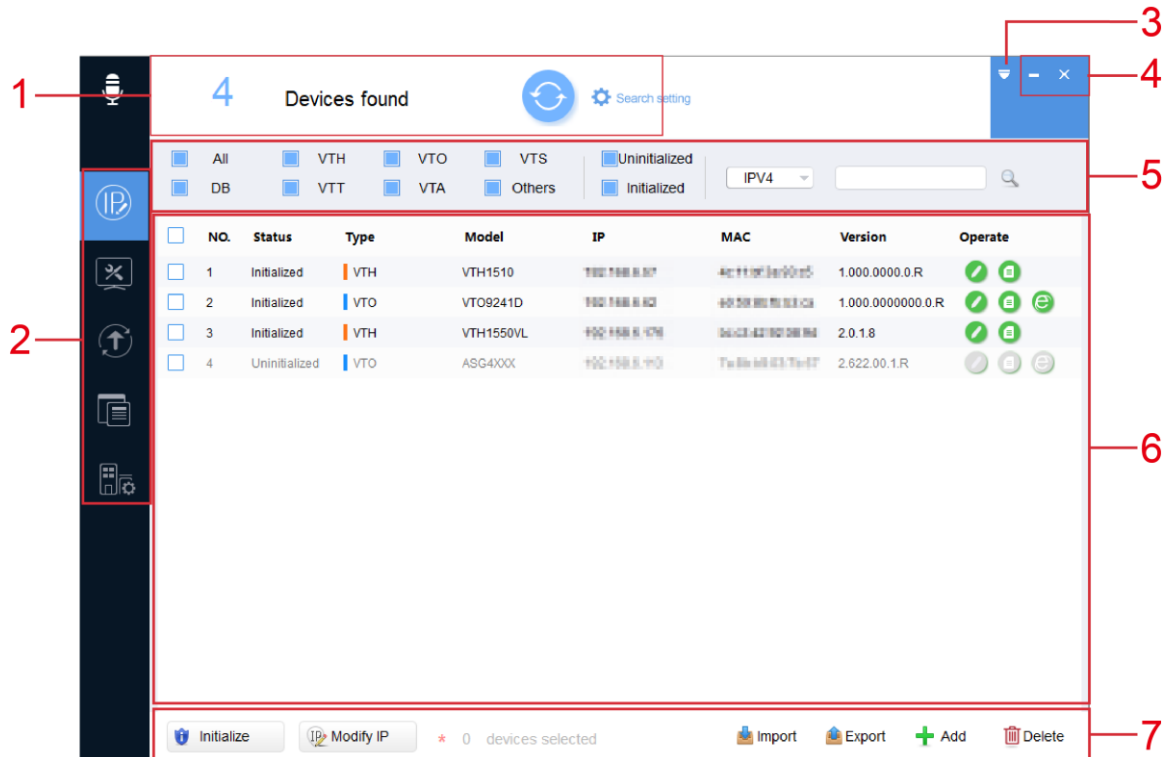 3
4
1
4 Devices found Search setting
All VTH VTO VTS Uninitialized
DB VTT VTA Others Initialized
IPV4
5
IP
2
NO. Status Type Model IP MAC Version Operate
1 Initialized VTH VTH1510 1.000.0000.0.R
2 Initialized VTO VTO9241D 1.000.0000000.0.R
3 Initialized VTH VTH1550VL 2.0.1.8
4 Uninitialized VTO ASG4XXX 2.622.00.1.R
6
Initialize IP Modify IP * 0 devices selected Import Export Add Delete
7